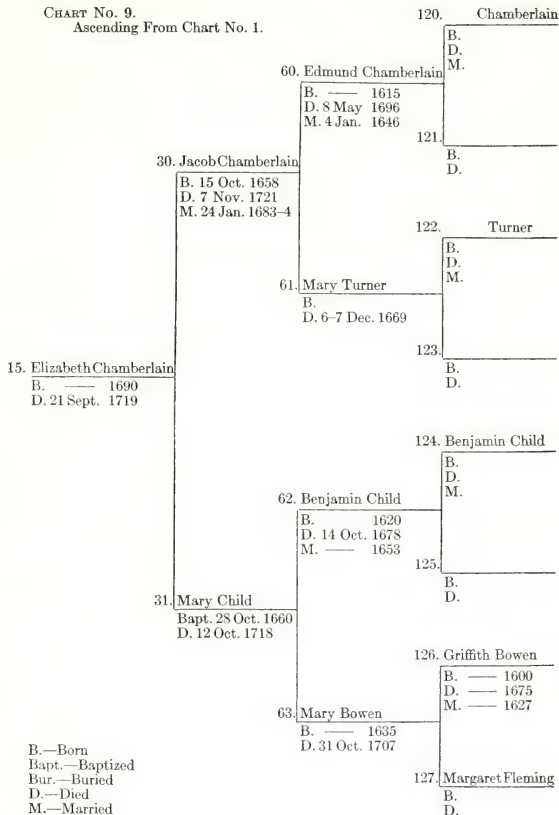 CHART No. 9.
Ascending From Chart No. 1.
120. Chamberlain
B.
D.
M.
60. Edmund Chamberlain
B. —— 1615
D. 8 May 1696
M. 4 Jan. 1646
121.
B.
D.
30. Jacob Chamberlain
B. 15 Oct. 1658
D. 7 Nov. 1721
M. 24 Jan. 1683–4
122. Turner
B.
D.
M.
61. Mary Turner
B.
D. 6–7 Dec. 1669
123.
B.
D.
15. Elizabeth Chamberlain
B. —— 1690
D. 21 Sept. 1719
124. Benjamin Child
B.
D.
M.
62. Benjamin Child
B. 1620
D. 14 Oct. 1678
M. —— 1653
125.
B.
D.
31. Mary Child
Bapt. 28 Oct. 1660
D. 12 Oct. 1718
126. Griffith Bowen
B. —— 1600
D. —— 1675
M. —— 1627
63. Mary Bowen
B. —— 1635
D. 31 Oct. 1707
127. Margaret Fleming
B.
D.
B.—Born
Bapt.—Baptized
Bur.—Buried
D.—Died
M.—Married